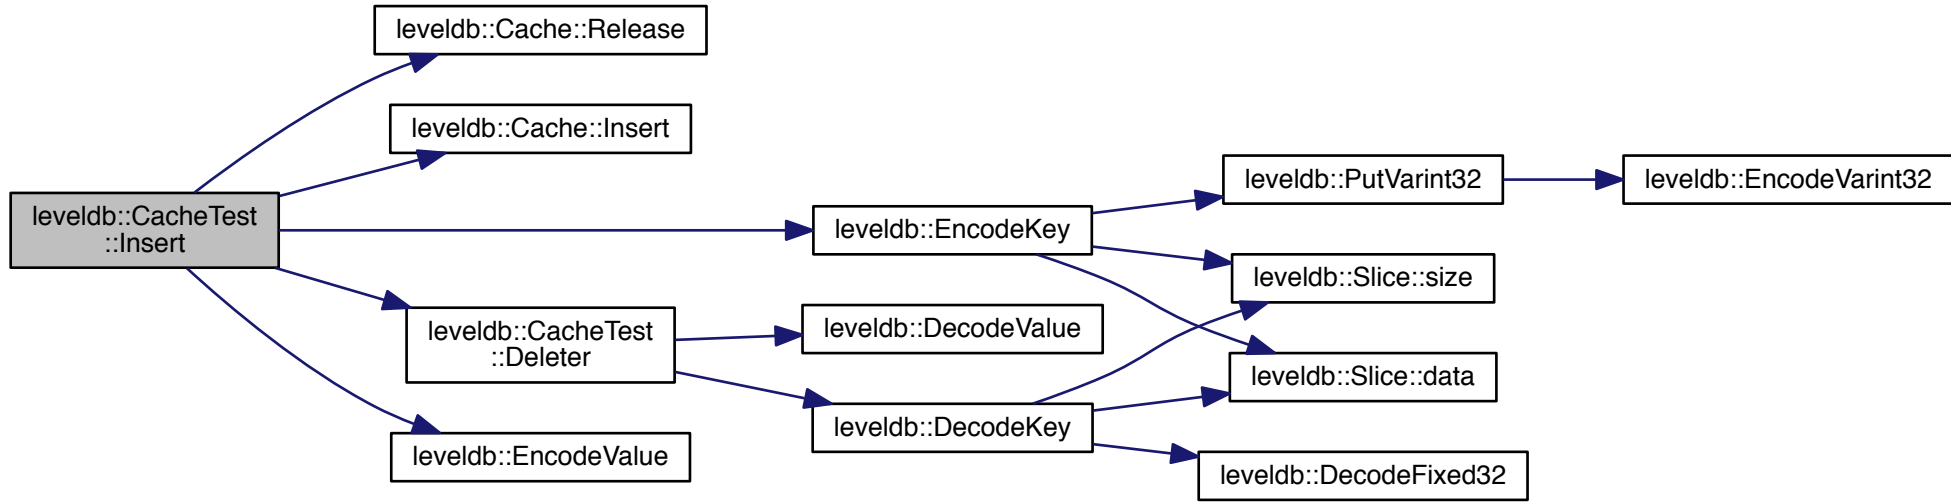 leveldb::Cache::Release
leveldb::Cache::Insert
leveldb::PutVarint32
leveldb::EncodeVarint32
leveldb::CacheTest
::Insert
leveldb::EncodeKey
leveldb::Slice::size
leveldb::CacheTest
::Deleter
leveldb::DecodeValue
leveldb::Slice::data
leveldb::DecodeKey
leveldb::EncodeValue
leveldb::DecodeFixed32